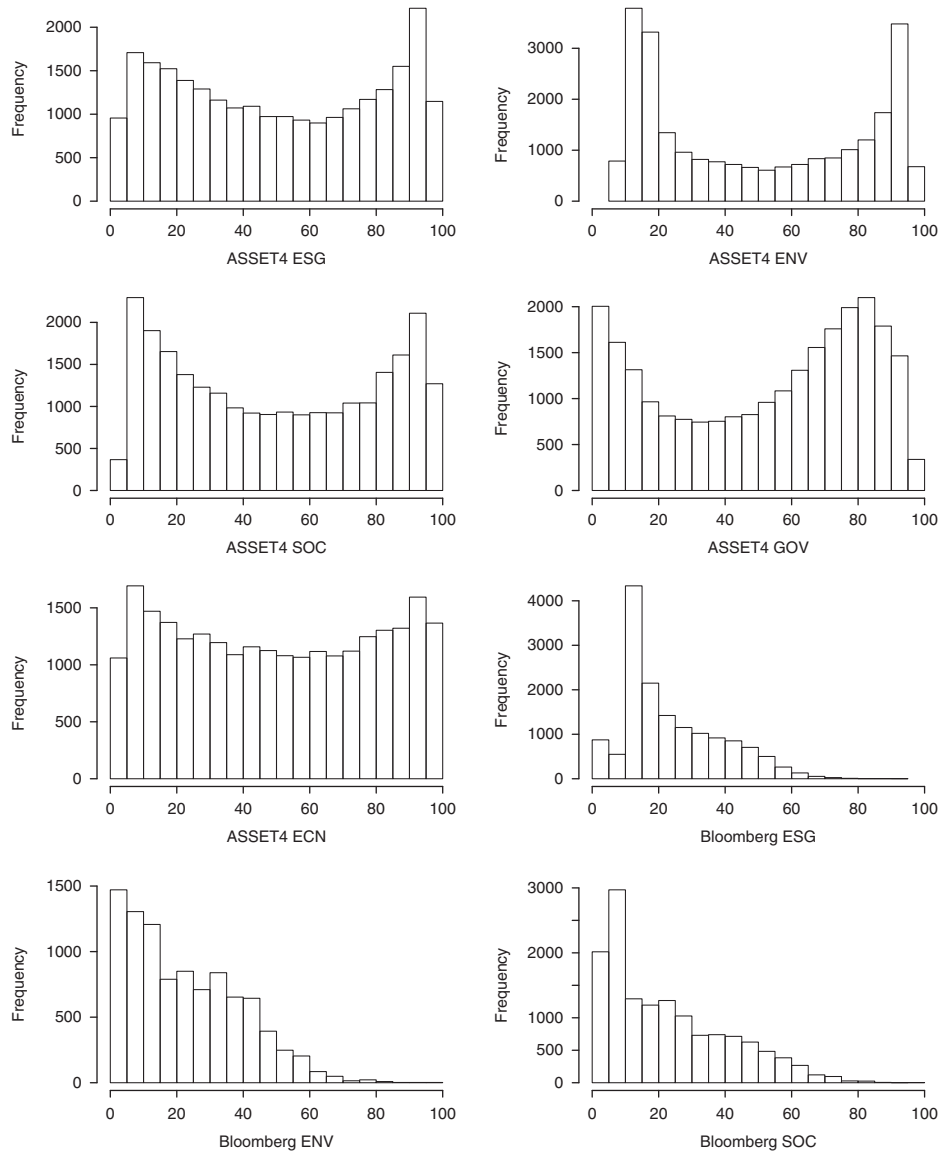 Frequency
2000
1500
1000
500
0
0 20 40 60 80 100
ASSET4 ESG
Frequency
3000
2000
1000
0
0 20 40 60 80 100
ASSET4 ENV
Frequency
2000
1500
1000
500
0
0 20 40 60 80 100
ASSET4 SOC
Frequency
2000
1500
1000
500
0
0 20 40 60 80 100
ASSET4 GOV
Frequency
1500
1000
500
0
0 20 40 60 80 100
ASSET4 ECN
Frequency
4000
3000
2000
1000
0
0 20 40 60 80 100
Bloomberg ESG
Frequency
1500
1000
500
0
0 20 40 60 80 100
Bloomberg ENV
Frequency
3000
2000
1000
500
0
0 20 40 60 80 100
Bloomberg SOC